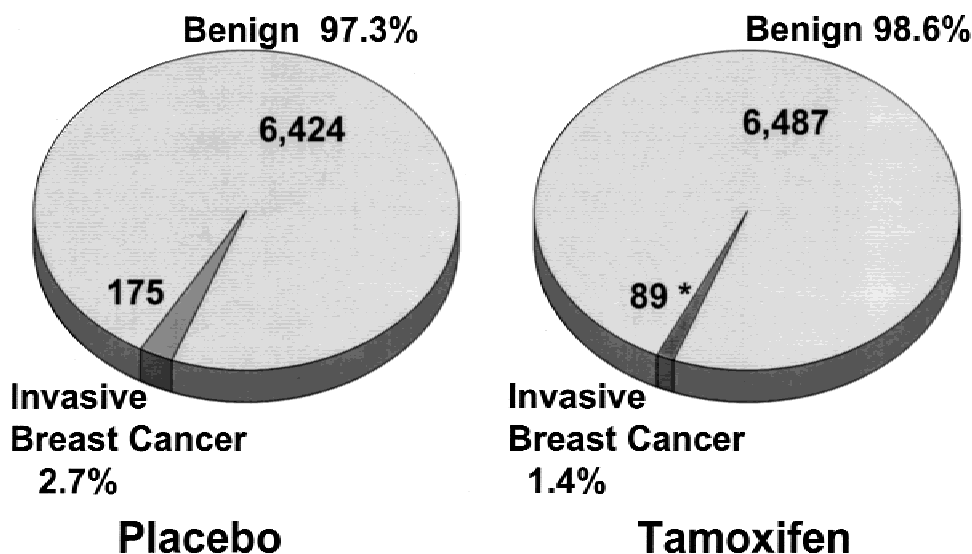 Benign 97.3%
6,424
175
Invasive
Breast Cancer
2.7%
Placebo
Benign 98.6%
6,487
89 *
Invasive
Breast Cancer
1.4%
Tamoxifen